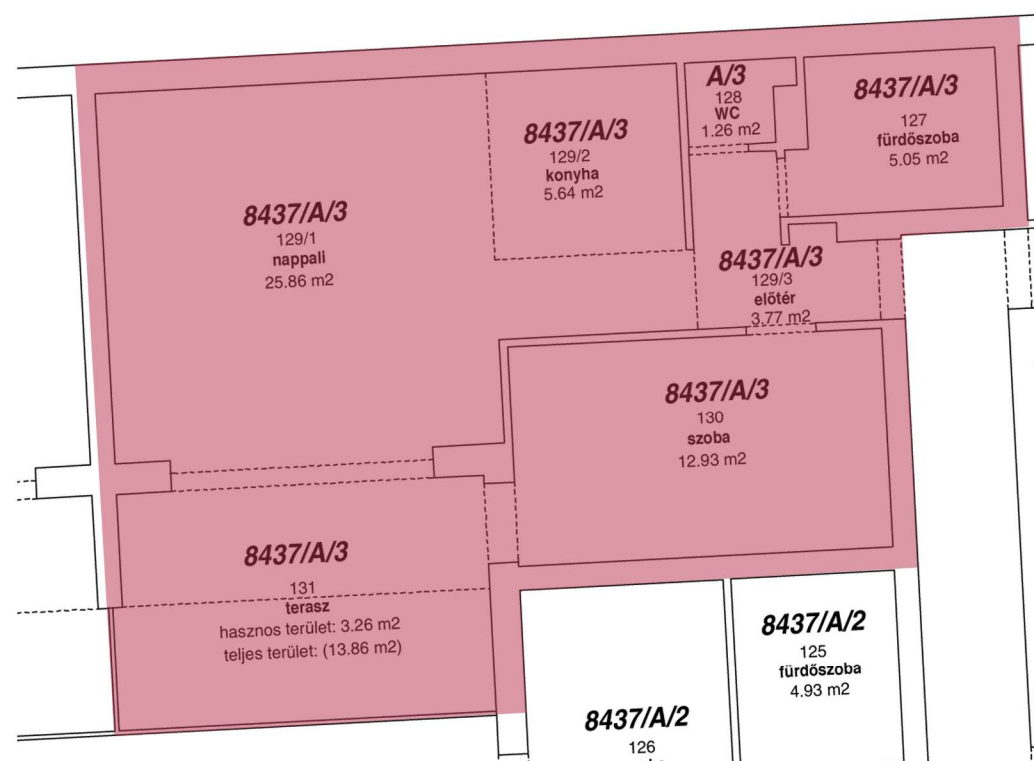 8437/A/3
129/1
nappali
25.86 m2
8437/A/3
129/2
konyha
5.64 m2
A/3
128
WC
1.26 m2
8437/A/3
127
fürdőszoba
5.05 m2
8437/A/3
129/3
előtér
3.77 m2
8437/A/3
130
szoba
12.93 m2
8437/A/3
131
terasz
hasznos terület: 3.26 m2
teljes terület: (13.86 m2)
8437/A/2
125
fürdőszoba
4.93 m2
8437/A/2
126